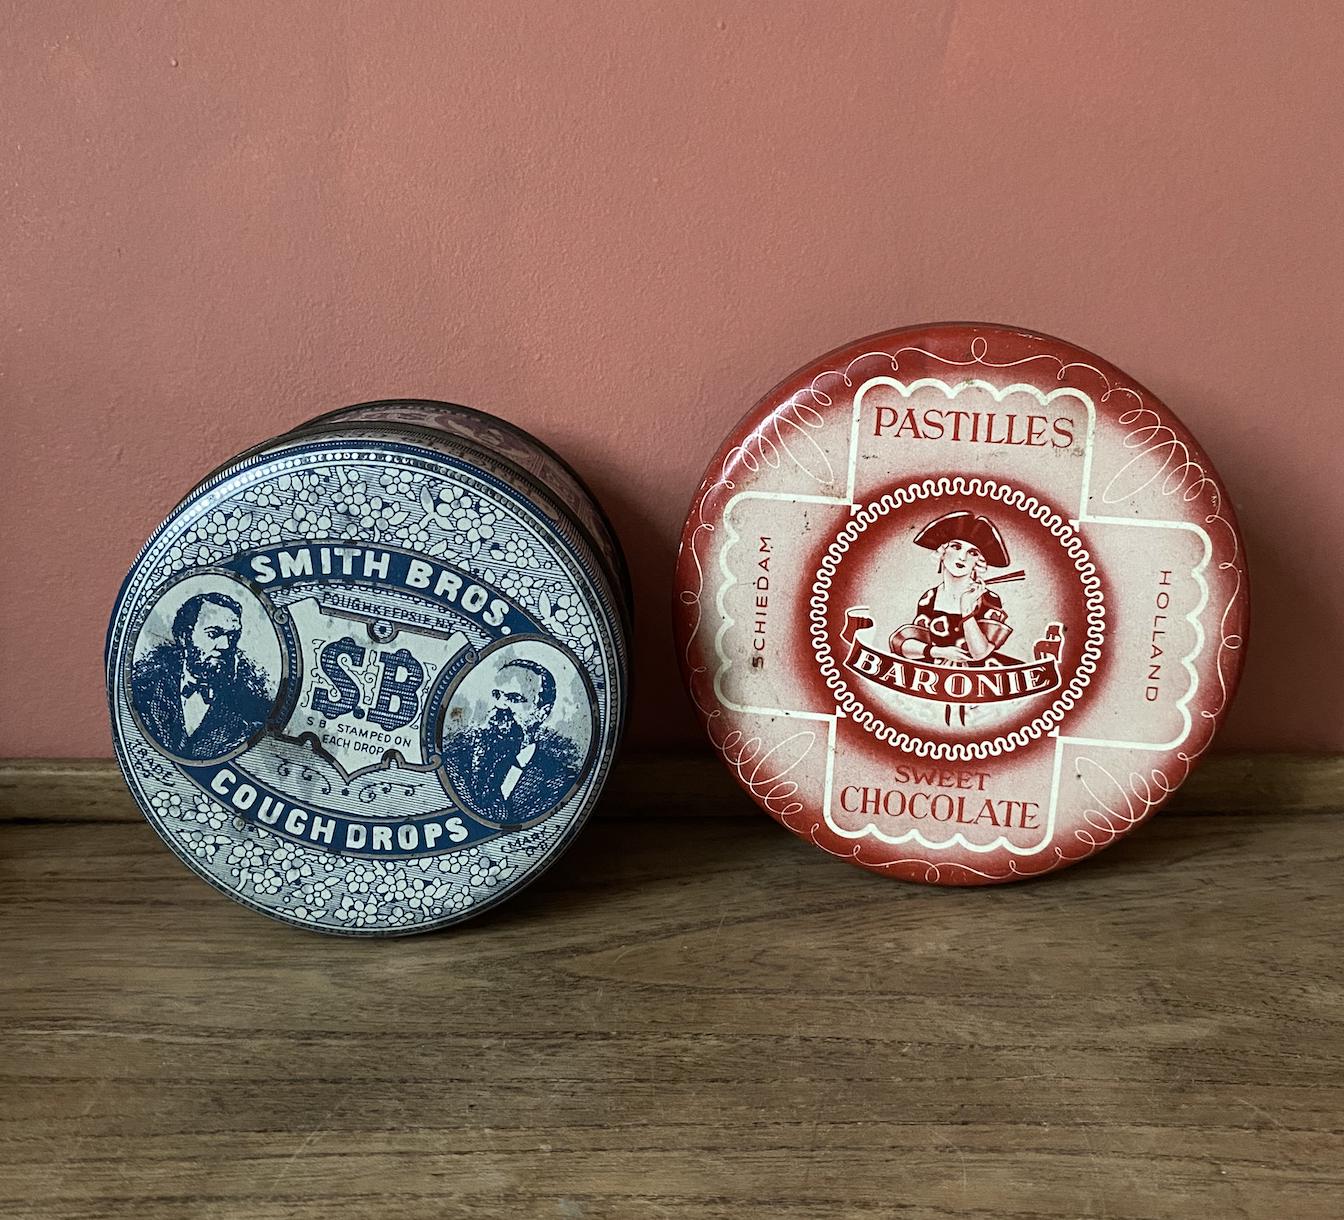 SMITH BROS.
POUGHKEEPSIE N.Y.
S.B
S B STAMPED ON
EACH DROP
TRADE
MARK
COUGH DROPS
PASTILLES
SCHIEDAM
HOLLAND
BARONIE
SWEET
CHOCOLATE